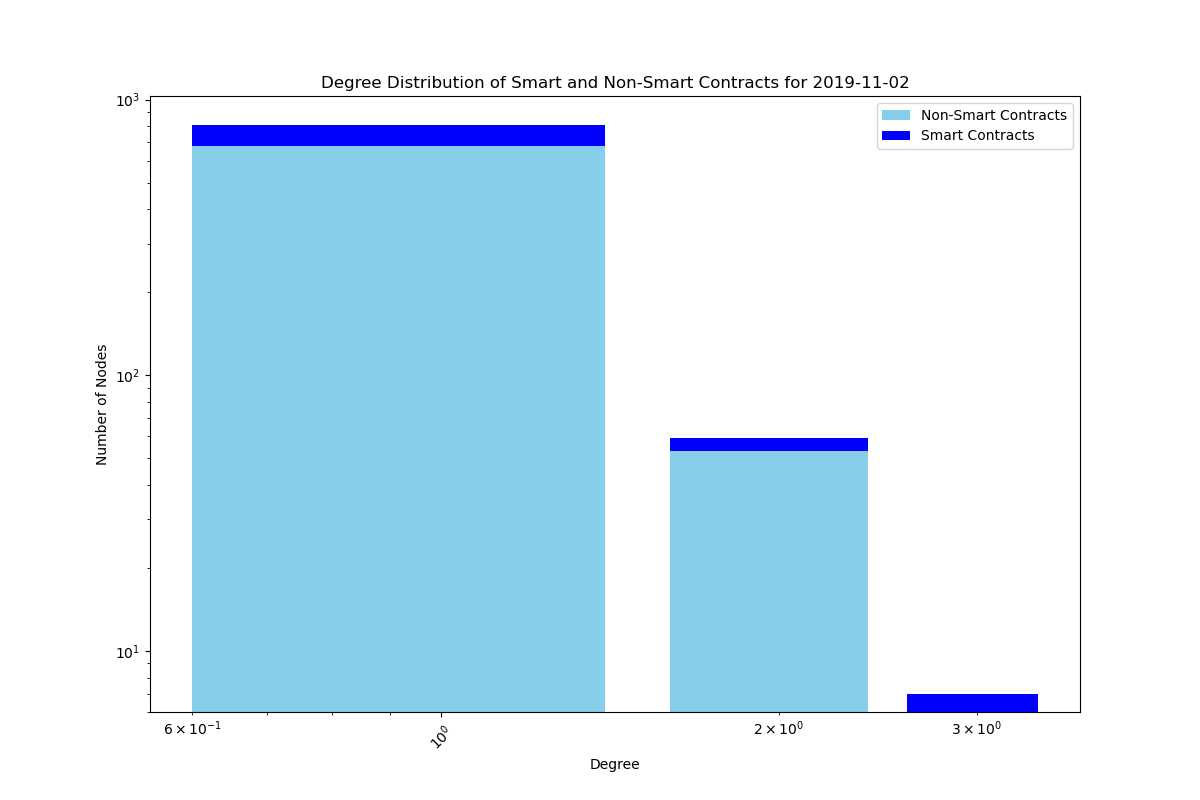 Degree Distribution of Smart and Non-Smart Contracts for 2019-11-02
Non-Smart Contracts
Smart Contracts
Number of Nodes
10³
10²
10¹
6 × 10⁻¹
10⁰
2 × 10⁰
3 × 10⁰
Degree